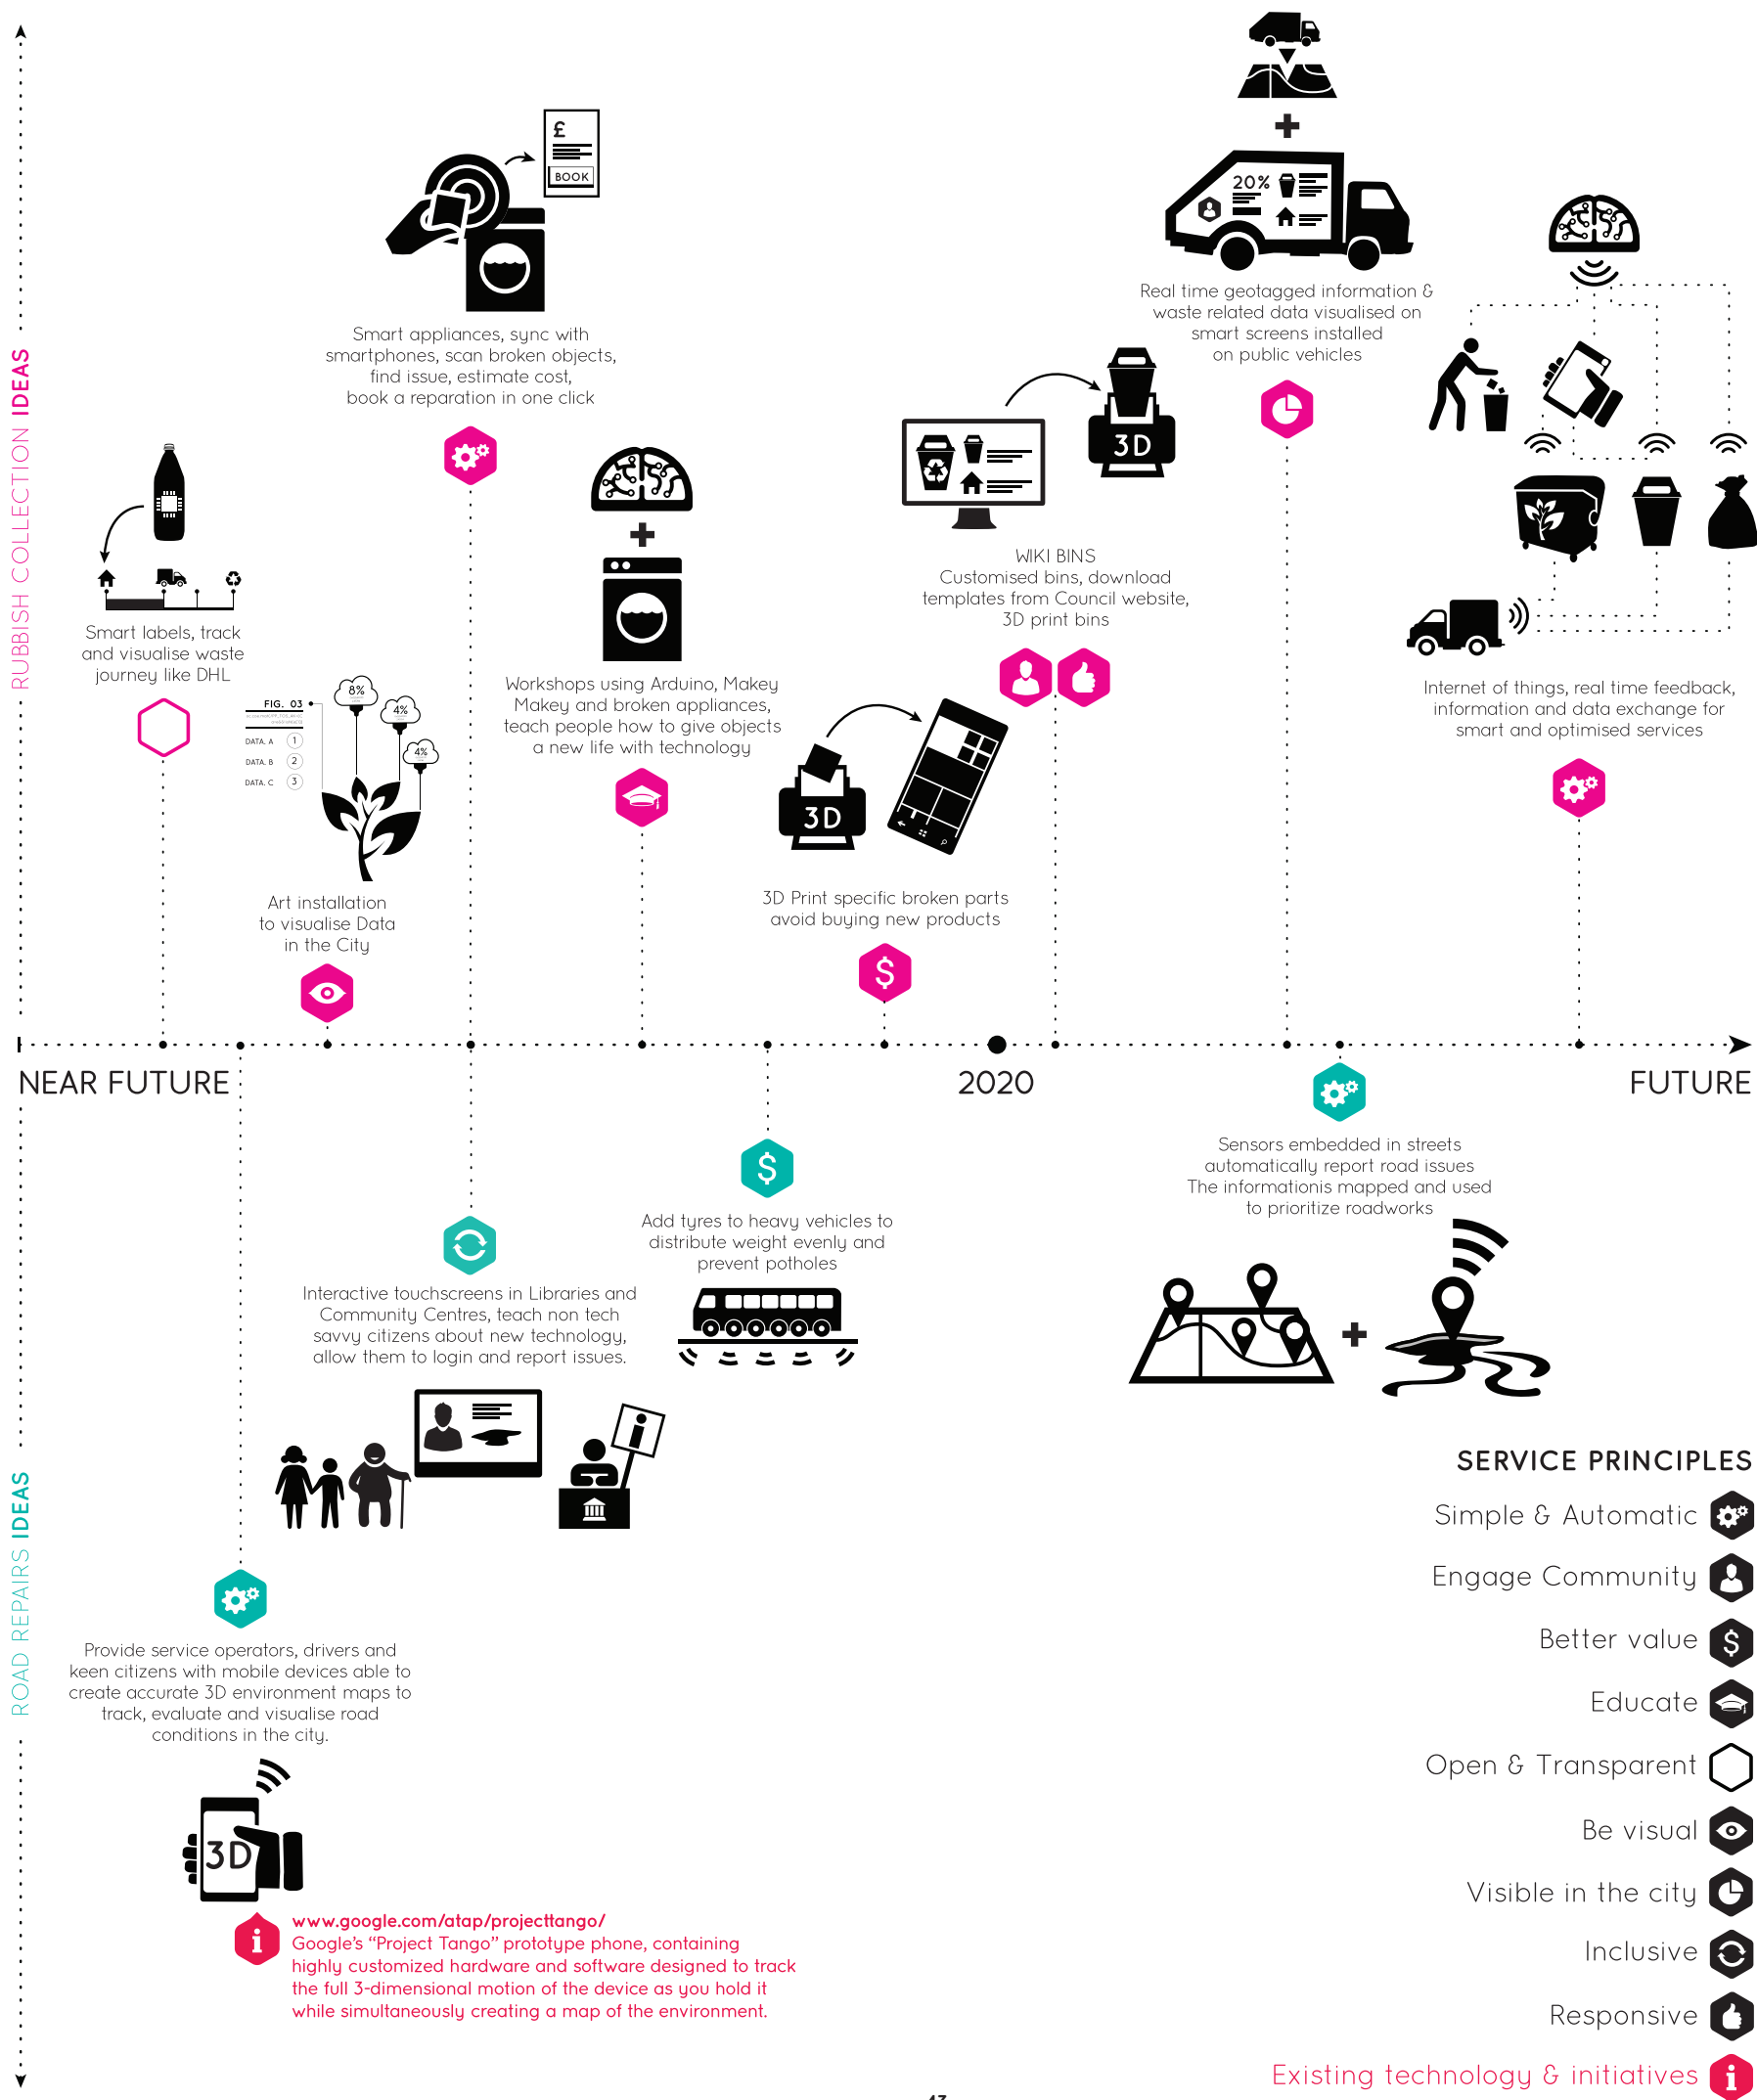 RUBBISH COLLECTION IDEAS
£
BOOK
Smart appliances, sync with
smartphones, scan broken objects,
find issue, estimate cost,
book a reparation in one click
20%
Real time geotagged information &
waste related data visualised on
smart screens installed
on public vehicles
3D
WIKI BINS
Customised bins, download
templates from Council website,
3D print bins
Smart labels, track
and visualise waste
journey like DHL
Workshops using Arduino, Makey
Makey and broken appliances,
teach people how to give objects
a new life with technology
Internet of things, real time feedback,
information and data exchange for
smart and optimised services
FIG. 03
DATA. A 1
DATA. B 2
DATA. C 3
8%
4%
4%
Art installation
to visualise Data
in the City
3D
3D Print specific broken parts
avoid buying new products
$
NEAR FUTURE
2020
FUTURE
ROAD REPAIRS IDEAS
$
Add tyres to heavy vehicles to
distribute weight evenly and
prevent potholes
Sensors embedded in streets
automatically report road issues
The informationis mapped and used
to prioritize roadworks
Interactive touchscreens in Libraries and
Community Centres, teach non tech
savvy citizens about new technology,
allow them to login and report issues.
i
Provide service operators, drivers and
keen citizens with mobile devices able to
create accurate 3D environment maps to
track, evaluate and visualise road
conditions in the city.
3D
i
www.google.com/atap/projecttango/
Google's “Project Tango” prototype phone, containing
highly customized hardware and software designed to track
the full 3-dimensional motion of the device as you hold it
while simultaneously creating a map of the environment.
SERVICE PRINCIPLES
Simple & Automatic
Engage Community
Better value $
Educate
Open & Transparent
Be visual
Visible in the city
Inclusive
Responsive
Existing technology & initiatives i